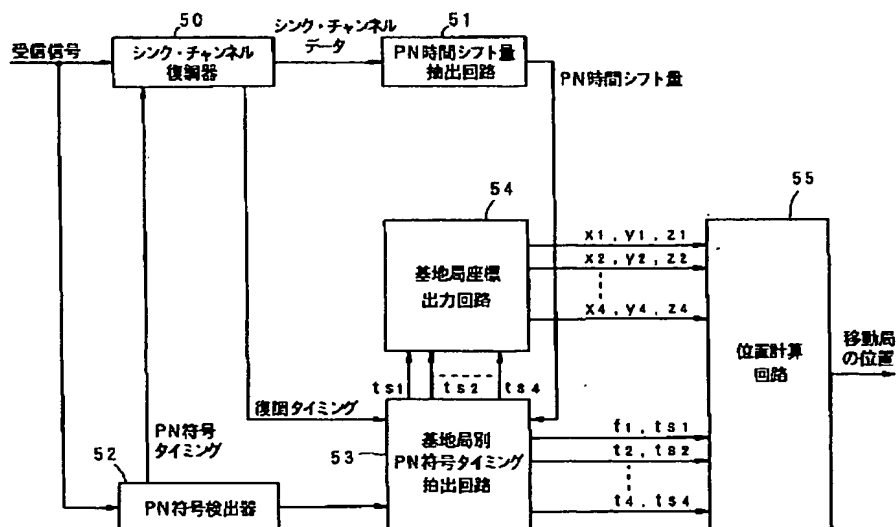 50
シンク・チャンネル
データ
51
受信信号
シンク・チャンネル
復調器
PN時間シフト量
抽出回路
PN時間シフト量
54
55
基地局座標
出力回路
x1, y1, z1
x2, y2, z2
x4, y4, z4
位置計算
回路
移動局
の位置
ts1
ts2
ts4
復調タイミング
PN符号
タイミング
52
53
PN符号検出器
基地局別
PN符号タイミング
抽出回路
f1, ts1
t2, ts2
t4, ts4